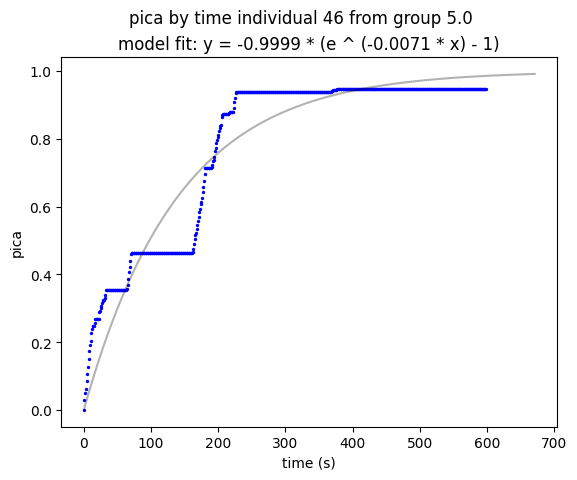 pica by time individual 46 from group 5.0
model fit: y = -0.9999 * (e ^ (-0.0071 * x) - 1)
1.0
0.8
0.6
0.4
0.2
0.0
pica
0 100 200 300 400 500 600 700
time (s)